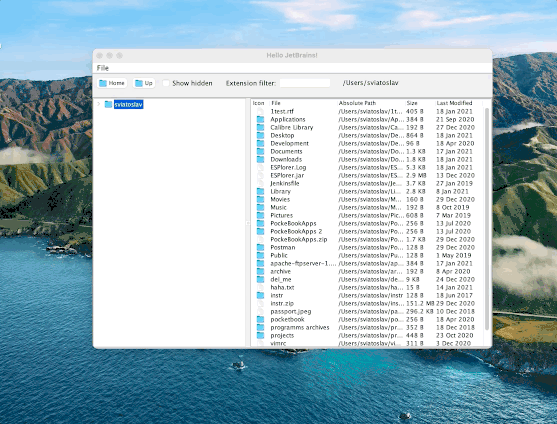 Hello JetBrains!
File
Home Up Show hidden Extension filter: /Users/sviatoslav
sviatoslav
Icon File Absolute Path Size Last Modified
1test.rtf /Users/sviatoslav/1t... 405 B 18 Jan 2021
Applications /Users/sviatoslav/Ap... 384 B 21 Sep 2020
Calibre Library /Users/sviatoslav/Ca... 192 B 27 Dec 2020
Desktop /Users/sviatoslav/De... 864 B 18 Jan 2021
Development /Users/sviatoslav/De... 96 B 18 Apr 2020
Documents /Users/sviatoslav/Do... 1.3 KB 17 Jan 2021
Downloads /Users/sviatoslav/Do... 1.8 KB 18 Jan 2021
ESPlorer.Log /Users/sviatoslav/ES... 5.3 KB 18 Jan 2021
ESPlorer.jar /Users/sviatoslav/ES... 2.9 MB 13 Dec 2020
Jenkinsfile /Users/sviatoslav/Je... 3.7 KB 27 Jan 2019
Library /Users/sviatoslav/Li... 2.8 KB 8 Jan 2021
Movies /Users/sviatoslav/Mo... 160 B 29 Dec 2020
Music /Users/sviatoslav/Mu... 192 B 8 Oct 2019
Pictures /Users/sviatoslav/Pic... 608 B 7 Mar 2019
PockeBookApps /Users/sviatoslav/Po... 256 B 13 Jul 2020
PockeBookApps 2 /Users/sviatoslav/Po... 256 B 13 Jul 2020
PockeBookApps.zip /Users/sviatoslav/Po... 1.7 KB 29 Dec 2020
Postman /Users/sviatoslav/Po... 128 B 29 Dec 2020
Public /Users/sviatoslav/Pu... 128 B 1 May 2019
apache-ftpserver-1.... /Users/sviatoslav/ap... 384 B 17 Jan 2021
archive /Users/sviatoslav/ar... 192 B 8 Apr 2020
del_me /Users/sviatoslav/de... 9 KB 24 Dec 2020
haha.txt /Users/sviatoslav/ha... 15 B 14 Jan 2021
instr /Users/sviatoslav/instr 128 B 18 Jun 2017
instr.zip /Users/sviatoslav/ins... 151.2 MB 29 Dec 2020
passport.jpeg /Users/sviatoslav/pa... 296.2 KB 10 Dec 2018
pocketbook /Users/sviatoslav/po... 256 B 18 Apr 2020
programms archives /Users/sviatoslav/pr... 352 B 18 Dec 2018
projects /Users/sviatoslav/pr... 448 B 23 Oct 2020
vimrc /Users/sviatoslav/vi... 311 B 3 Dec 2020